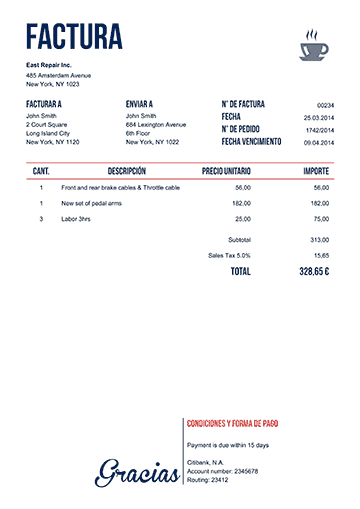 FACTURA
East Repair Inc.
485 Amsterdam Avenue
New York, NY 1023
FACTURAR A
John Smith
2 Court Square
Long Island City
New York, NY 1120
ENVIAR A
John Smith
664 Lexington Avenue
6th Floor
New York, NY 1022
N° DE FACTURA 00234
FECHA 25.03.2014
N° DE PEDIDO 1742/2014
FECHA VENCIMIENTO 09.04.2014
CANT. DESCRIPCIÓN PRECIO UNITARIO IMPORTE
1 Front and rear brake cables & Throttle cable 56,00 56,00
1 New set of pedal arms 182,00 182,00
3 Labor 3hrs 25,00 75,00
Subtotal 313,00
Sales Tax 5.0% 15,65
TOTAL 328,65 €
Gracias
CONDICIONES Y FORMA DE PAGO
Payment is due within 15 days
Citibank, N.A.
Account number: 2345678
Routing: 23412